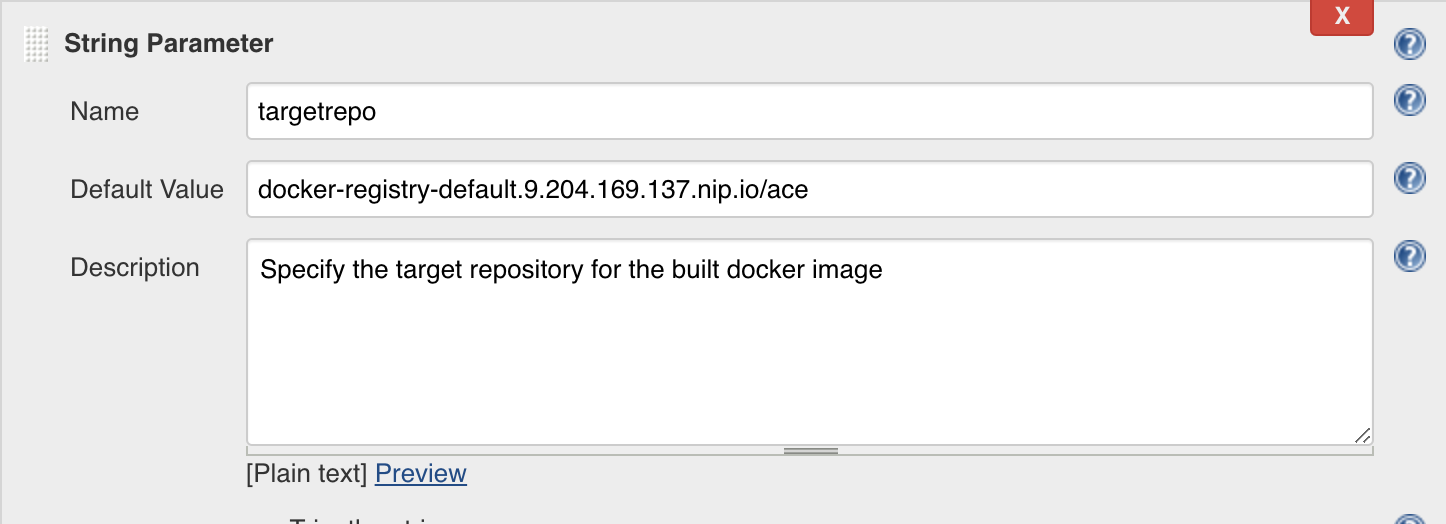 X
String Parameter
Name
targetrepo
Default Value
docker-registry-default.9.204.169.137.nip.io/ace
Description
Specify the target repository for the built docker image
[Plain text] Preview